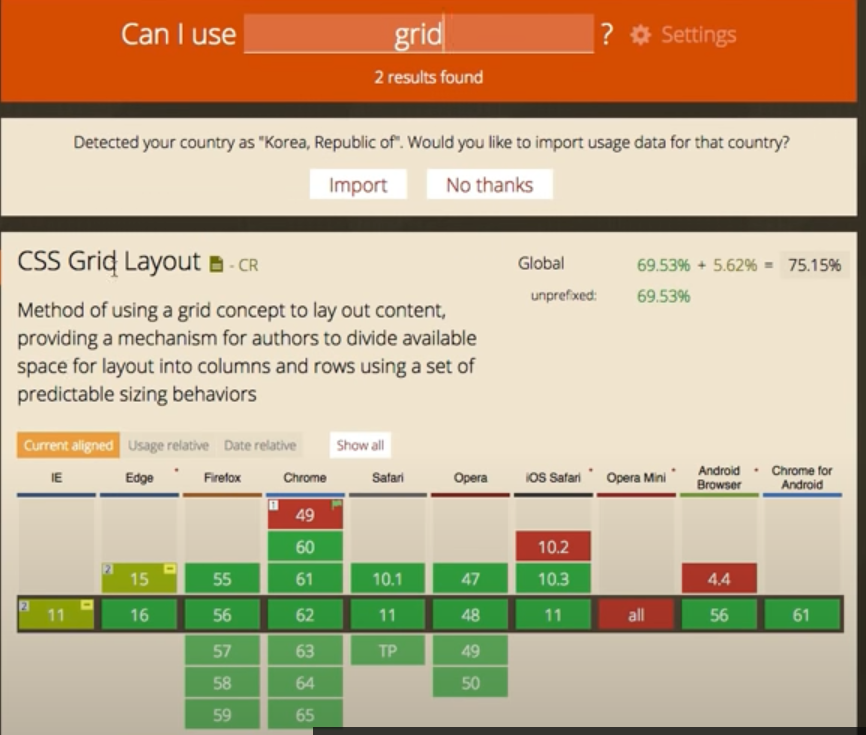 Can I use grid ? Settings
2 results found
Detected your country as "Korea, Republic of". Would you like to import usage data for that country?
Import No thanks
CSS Grid Layout - CR
Global 69.53% + 5.62% = 75.15%
unprefixed: 69.53%
Method of using a grid concept to lay out content,
providing a mechanism for authors to divide available
space for layout into columns and rows using a set of
predictable sizing behaviors
Current aligned Usage relative Date relative Show all
IE Edge * Firefox Chrome Safari Opera iOS Safari * Opera Mini * Android Browser * Chrome for Android
1 49
60 10.2
2 15 - 55 61 10.1 47 10.3 4.4
2 11 - 16 56 62 11 48 11 all 56 61
57 63 TP 49
58 64 50
59 65